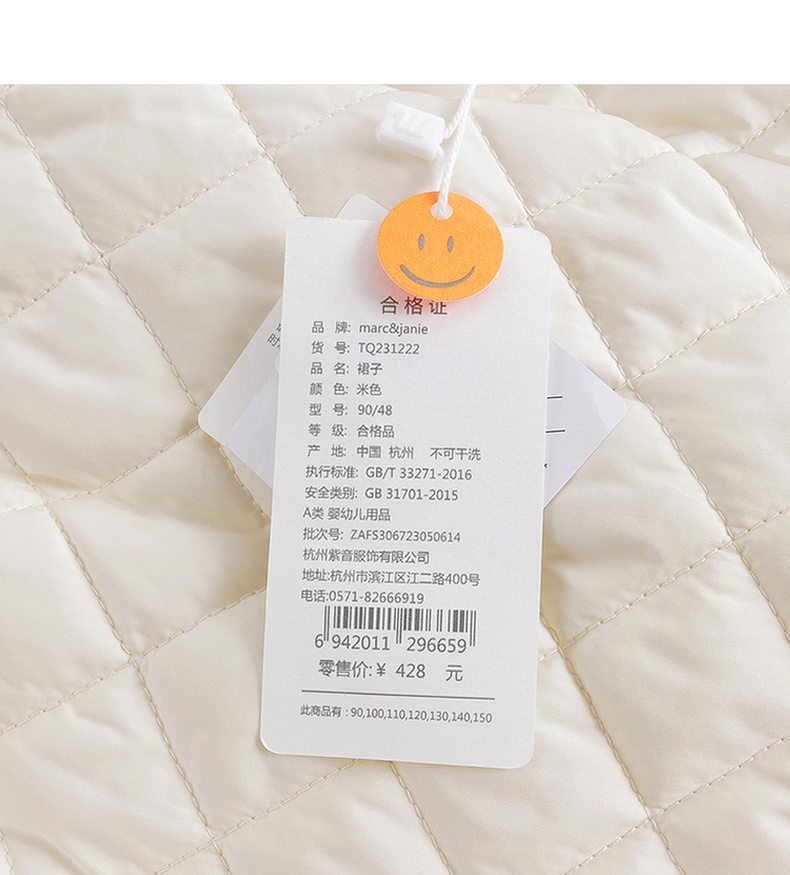 合格证
品 牌: marc&janie
货 号: TQ231222
品 名: 裙子
颜 色: 米色
型 号: 90/48
等 级: 合格品
产 地: 中国 杭州 不可干洗
执行标准: GB/T 33271-2016
安全类别: GB 31701-2015
A类 婴幼儿用品
批次号: ZAFS306723050614
杭州紫音服饰有限公司
地址:杭州市滨江区江二路400号
电话:0571-82666919
6 942011 296659
零售价:¥ 428 元
此商品有 : 90,100,110,120,130,140,150